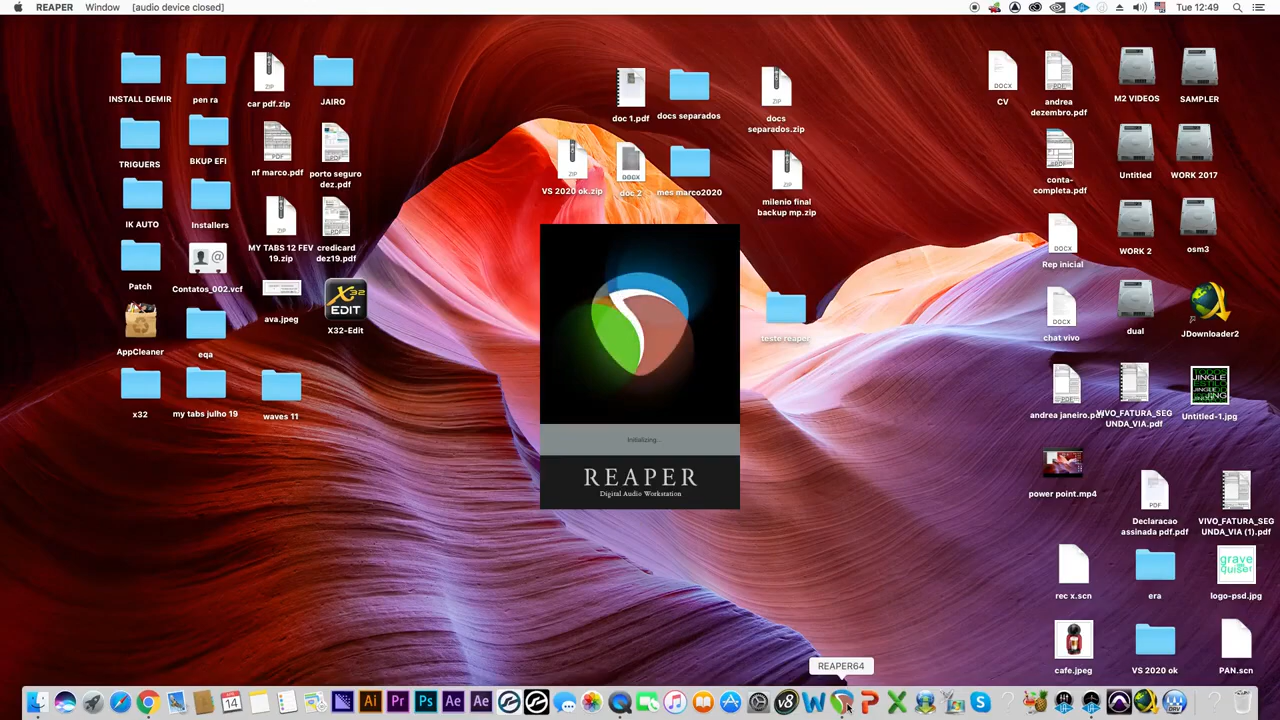 REAPER Window [audio device closed]
Tue 12:49
INSTALL DEMIR
pen ra
car pdf.zip
JAIRO
TRIGUERS
BKUP EFI
nf marco.pdf
porto seguro
dez.pdf
IK AUTO
Installers
MY TABS 12 FEV
19.zip
credicard
dez19.pdf
Patch
Contatos_002.vcf
ava.jpeg
X32
EDIT
X32-Edit
AppCleaner
eqa
x32
my tabs julho 19
waves 11
doc 1.pdf
docs separados
docs
separados.zip
VS 2020 ok.zip
doc 2
mes marco2020
milenio final
backup mp.zip
teste reaper
Initializing...
REAPER
Digital Audio Workstation
CV
andrea
dezembro.pdf
M2 VIDEOS
SAMPLER
conta-
completa.pdf
Untitled
WORK 2017
Rep inicial
WORK 2
osm3
chat vivo
dual
JDownloader2
andrea janeiro.pdf
VIVO_FATURA_SEG
UNDA_VIA.pdf
Untitled-1.jpg
power point.mp4
Declaracao
assinada pdf.pdf
VIVO_FATURA_SEG
UNDA_VIA (1).pdf
rec x.scn
era
logo-psd.jpg
cafe.jpeg
VS 2020 ok
PAN.scn
REAPER64